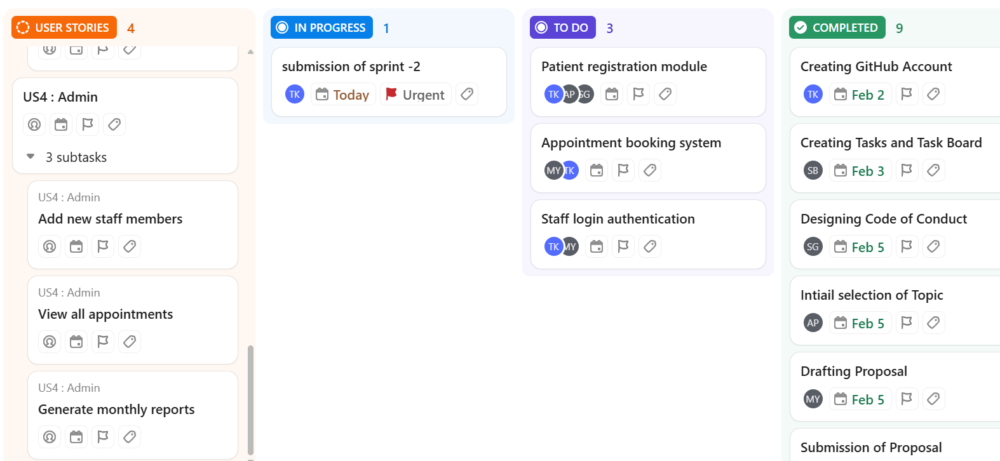 USER STORIES 4
US4 : Admin
3 subtasks
US4 : Admin
Add new staff members
US4 : Admin
View all appointments
US4 : Admin
Generate monthly reports
IN PROGRESS 1
submission of sprint -2
TK Today Urgent
TO DO 3
Patient registration module
TK AP SG
Appointment booking system
MY TK
Staff login authentication
TK MY
COMPLETED 9
Creating GitHub Account
TK Feb 2
Creating Tasks and Task Board
SB Feb 3
Designing Code of Conduct
SG Feb 5
Intiail selection of Topic
AP Feb 5
Drafting Proposal
MY Feb 5
Submission of Proposal